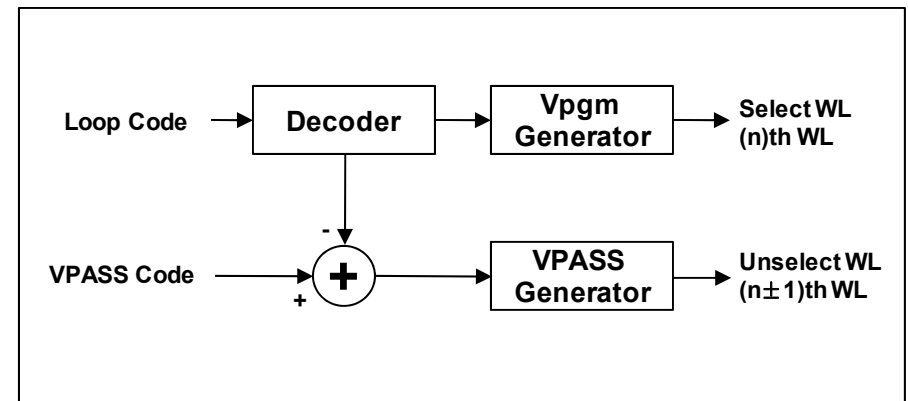 Loop Code
Decoder
Vpgm
Generator
Select WL
(n)th WL
-
VPASS Code
+
+
VPASS
Generator
Unselect WL
(n±1)th WL